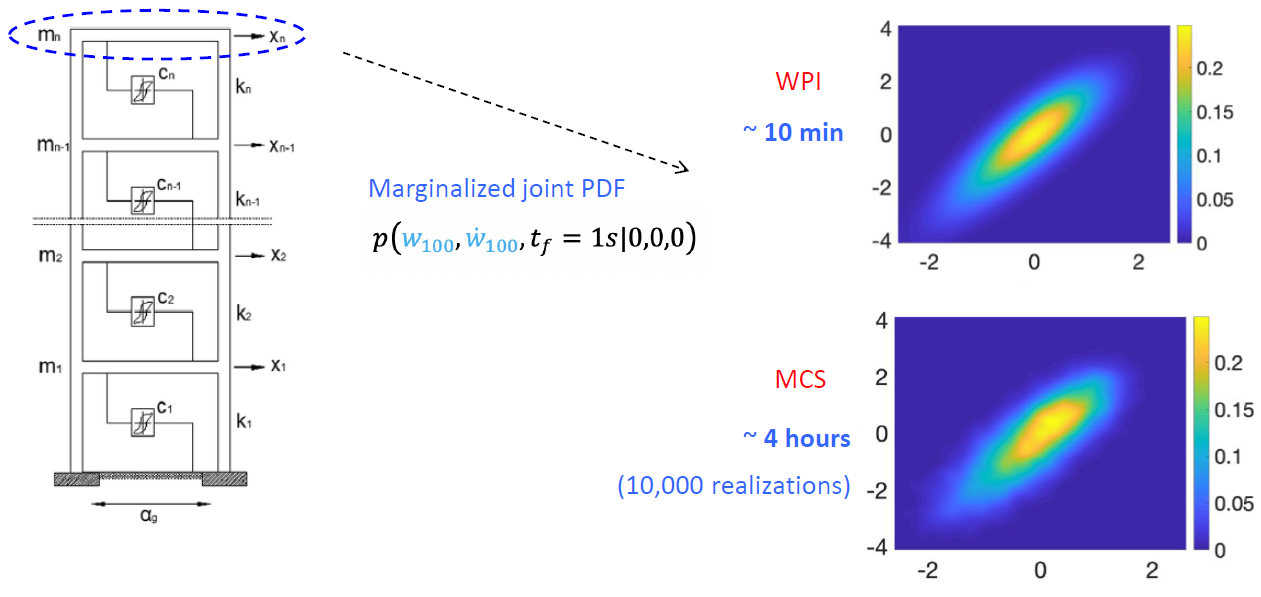 mn
xn
cn
kn
mn-1
xn-1
cn-1
kn-1
m2
x2
c2
k2
m1
x1
c1
k1
αg
Marginalized joint PDF
p(w₁₀₀, ẇ₁₀₀, t_f = 1s|0,0,0)
WPI
~ 10 min
4
2
0
-2
-4
-2 0 2
0.2
0.15
0.1
0.05
0
MCS
~ 4 hours
(10,000 realizations)
4
2
0
-2
-4
-2 0 2
0.2
0.15
0.1
0.05
0